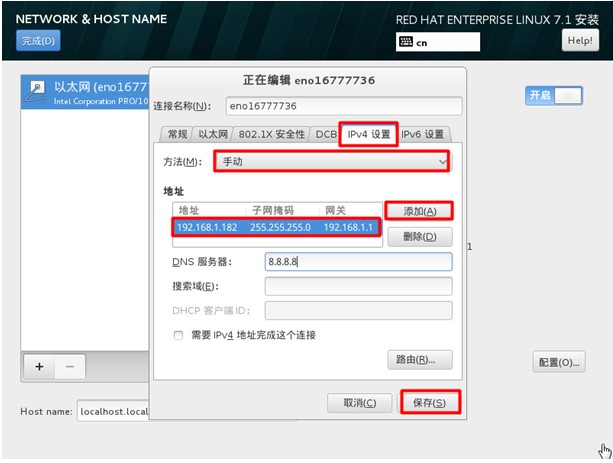 NETWORK & HOST NAME
RED HAT ENTERPRISE LINUX 7.1 安装
完成(D)
cn
Help!
以太网 (eno16777
Intel Corporation PRO/10
开启
正在编辑 eno16777736
连接名称(N):
eno16777736
常规 以太网 802.1X 安全性 DCB IPv4 设置 IPv6 设置
方法(M):
手动
地址
地址 子网掩码 网关
添加(A)
192.168.1.182 255.255.255.0 192.168.1.1
删除(D)
1
DNS 服务器:
8.8.8.8
搜索域(E):
DHCP 客户端 ID:
需要 IPv4 地址完成这个连接
+ −
路由(R)...
配置(O)...
取消(C)
保存(S)
Host name: localhost.local